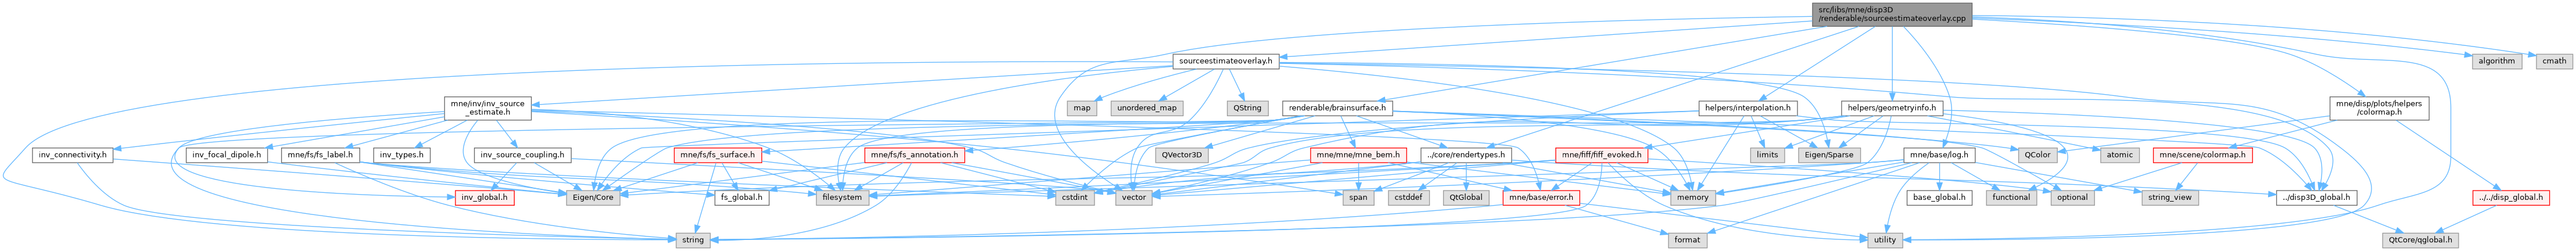 src/libs/mne/disp3D
/renderable/sourceestimateoverlay.cpp
sourceestimateoverlay.h
algorithm
cmath
mne/inv/inv_source
_estimate.h
map
unordered_map
QString
renderable/brainsurface.h
helpers/interpolation.h
helpers/geometryinfo.h
mne/disp/plots/helpers
/colormap.h
inv_connectivity.h
inv_focal_dipole.h
mne/fs/fs_label.h
inv_types.h
inv_source_coupling.h
mne/fs/fs_surface.h
mne/fs/fs_annotation.h
QVector3D
mne/mne/mne_bem.h
../core/rendertypes.h
mne/fiff/fiff_evoked.h
limits
Eigen/Sparse
mne/base/log.h
QColor
atomic
mne/scene/colormap.h
inv_global.h
Eigen/Core
fs_global.h
filesystem
cstdint
vector
span
cstddef
QtGlobal
mne/base/error.h
memory
base_global.h
functional
optional
string_view
../disp3D_global.h
../../disp_global.h
string
format
utility
QtCore/qglobal.h